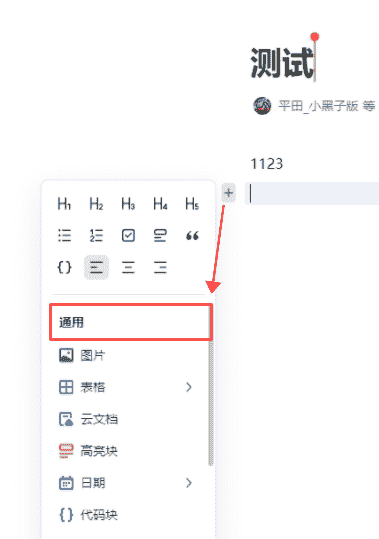 测试
平田_小黑子版 等
1123
H1 H2 H3 H4 H5
通用
图片
表格
云文档
高亮块
日期
代码块